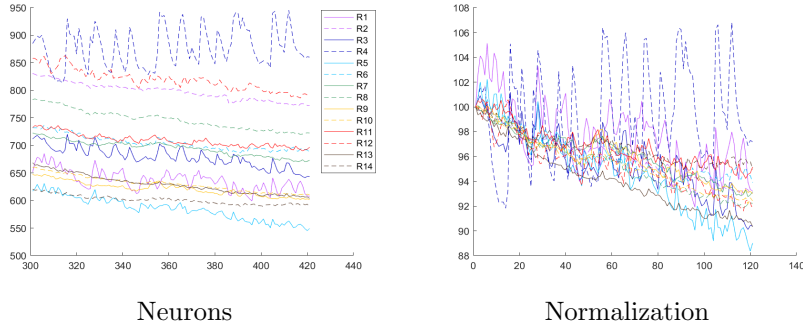 950
900
850
800
750
700
650
600
550
500
300
320
340
360
380
400
420
440
R1
R2
R3
R4
R5
R6
R7
R8
R9
R10
R11
R12
R13
R14
Neurons
108
106
104
102
100
98
96
94
92
90
88
0
20
40
60
80
100
120
140
Normalization